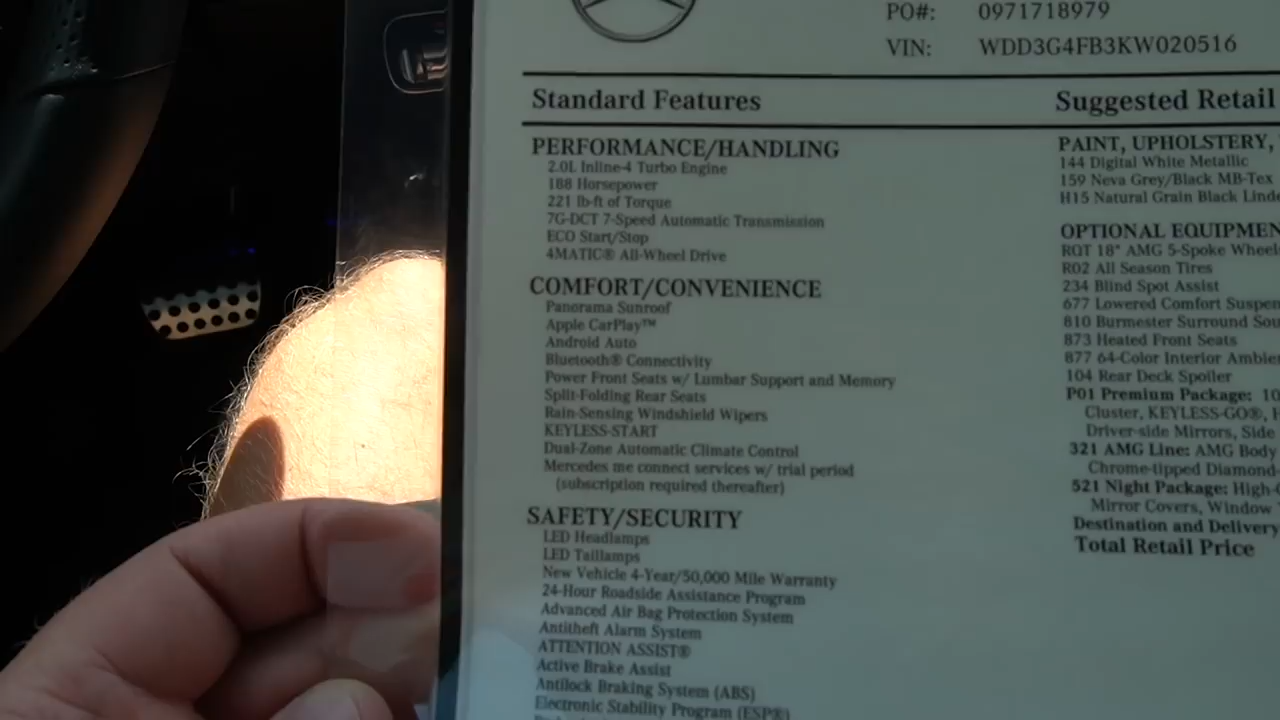 PO#: 0971718979
VIN: WDD3G4FB3KW020516
Standard Features
Suggested Retail
PERFORMANCE/HANDLING
2.0L Inline-4 Turbo Engine
188 Horsepower
221 lb-ft of Torque
7G-DCT 7-Speed Automatic Transmission
ECO Start/Stop
4MATIC® All-Wheel Drive
COMFORT/CONVENIENCE
Panorama Sunroof
Apple CarPlay™
Android Auto
Bluetooth® Connectivity
Power Front Seats w/ Lumbar Support and Memory
Split-Folding Rear Seats
Rain-Sensing Windshield Wipers
KEYLESS-START
Dual-Zone Automatic Climate Control
Mercedes me connect services w/ trial period
(subscription required thereafter)
SAFETY/SECURITY
LED Headlamps
LED Taillamps
New Vehicle 4-Year/50,000 Mile Warranty
24-Hour Roadside Assistance Program
Advanced Air Bag Protection System
Antitheft Alarm System
ATTENTION ASSIST®
Active Brake Assist
Antilock Braking System (ABS)
Electronic Stability Program (ESP®)
PAINT, UPHOLSTERY,
144 Digital White Metallic
159 Neva Grey/Black MB-Tex
H15 Natural Grain Black Linde
OPTIONAL EQUIPMEN
RQT 18" AMG 5-Spoke Wheels
R02 All Season Tires
234 Blind Spot Assist
677 Lowered Comfort Suspen
810 Burmester Surround Sou
873 Heated Front Seats
877 64-Color Interior Ambie
104 Rear Deck Spoiler
P01 Premium Package: 10
Cluster, KEYLESS-GO®, H
Driver-side Mirrors, Side
321 AMG Line: AMG Body
Chrome-tipped Diamond
521 Night Package: High-G
Mirror Covers, Window
Destination and Delivery
Total Retail Price